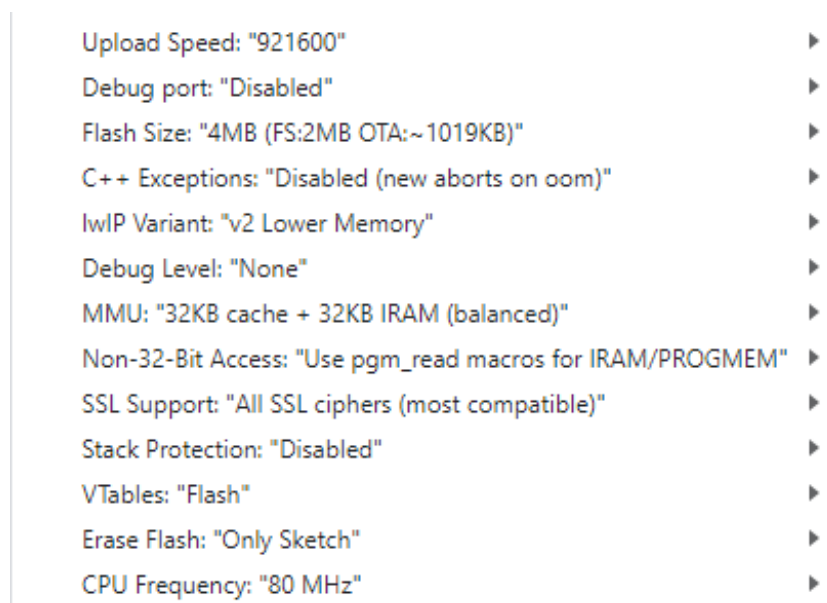 Upload Speed: "921600"
Debug port: "Disabled"
Flash Size: "4MB (FS:2MB OTA:~1019KB)"
C++ Exceptions: "Disabled (new aborts on oom)"
lwIP Variant: "v2 Lower Memory"
Debug Level: "None"
MMU: "32KB cache + 32KB IRAM (balanced)"
Non-32-Bit Access: "Use pgm_read macros for IRAM/PROGMEM"
SSL Support: "All SSL ciphers (most compatible)"
Stack Protection: "Disabled"
VTables: "Flash"
Erase Flash: "Only Sketch"
CPU Frequency: "80 MHz"